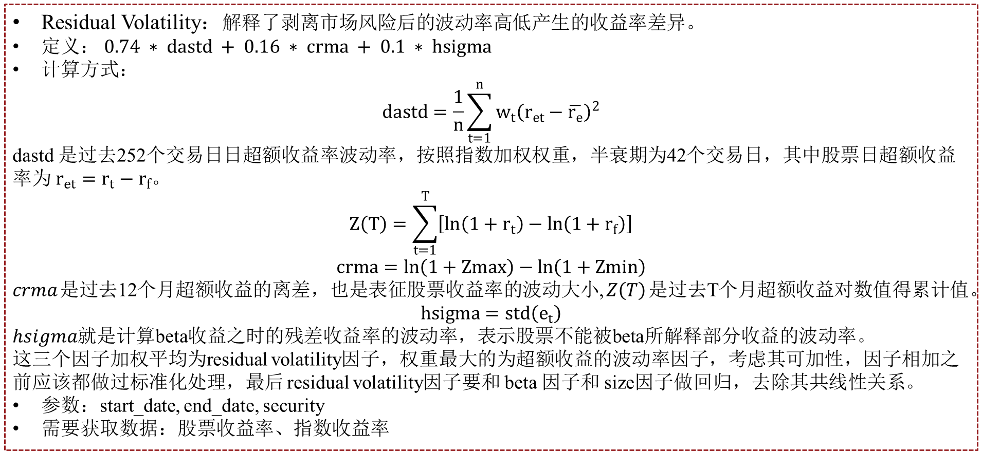 • Residual Volatility：解释了剥离市场风险后的波动率高低产生的收益率差异。
• 定义： 0.74 * dastd + 0.16 * crma + 0.1 * hsigma
• 计算方式：
dastd = \frac{1}{n}\sum_{t=1}^{n} w_t(r_{et} − \bar{r_e})^2
dastd 是过去252个交易日日超额收益率波动率，按照指数加权权重，半衰期为42个交易日，其中股票日超额收益
率为 r_{et} = r_t − r_f。
Z(T) = \sum_{t=1}^{T}[ln(1 + r_t) − ln(1 + r_f)]
crma = ln(1 + Zmax) − ln(1 + Zmin)
crma 是过去12个月超额收益的离差，也是表征股票收益率的波动大小, Z(T) 是过去T个月超额收益对数值得累计值。
hsigma = std(e_t)
hsigma就是计算beta收益之时的残差收益率的波动率，表示股票不能被beta所解释部分收益的波动率。
这三个因子加权平均为residual volatility因子，权重最大的为超额收益的波动率因子，考虑其可加性，因子相加之
前应该都做过标准化处理，最后 residual volatility因子要和 beta 因子和 size因子做回归，去除其共线性关系。
• 参数：start_date, end_date, security
• 需要获取数据：股票收益率、指数收益率